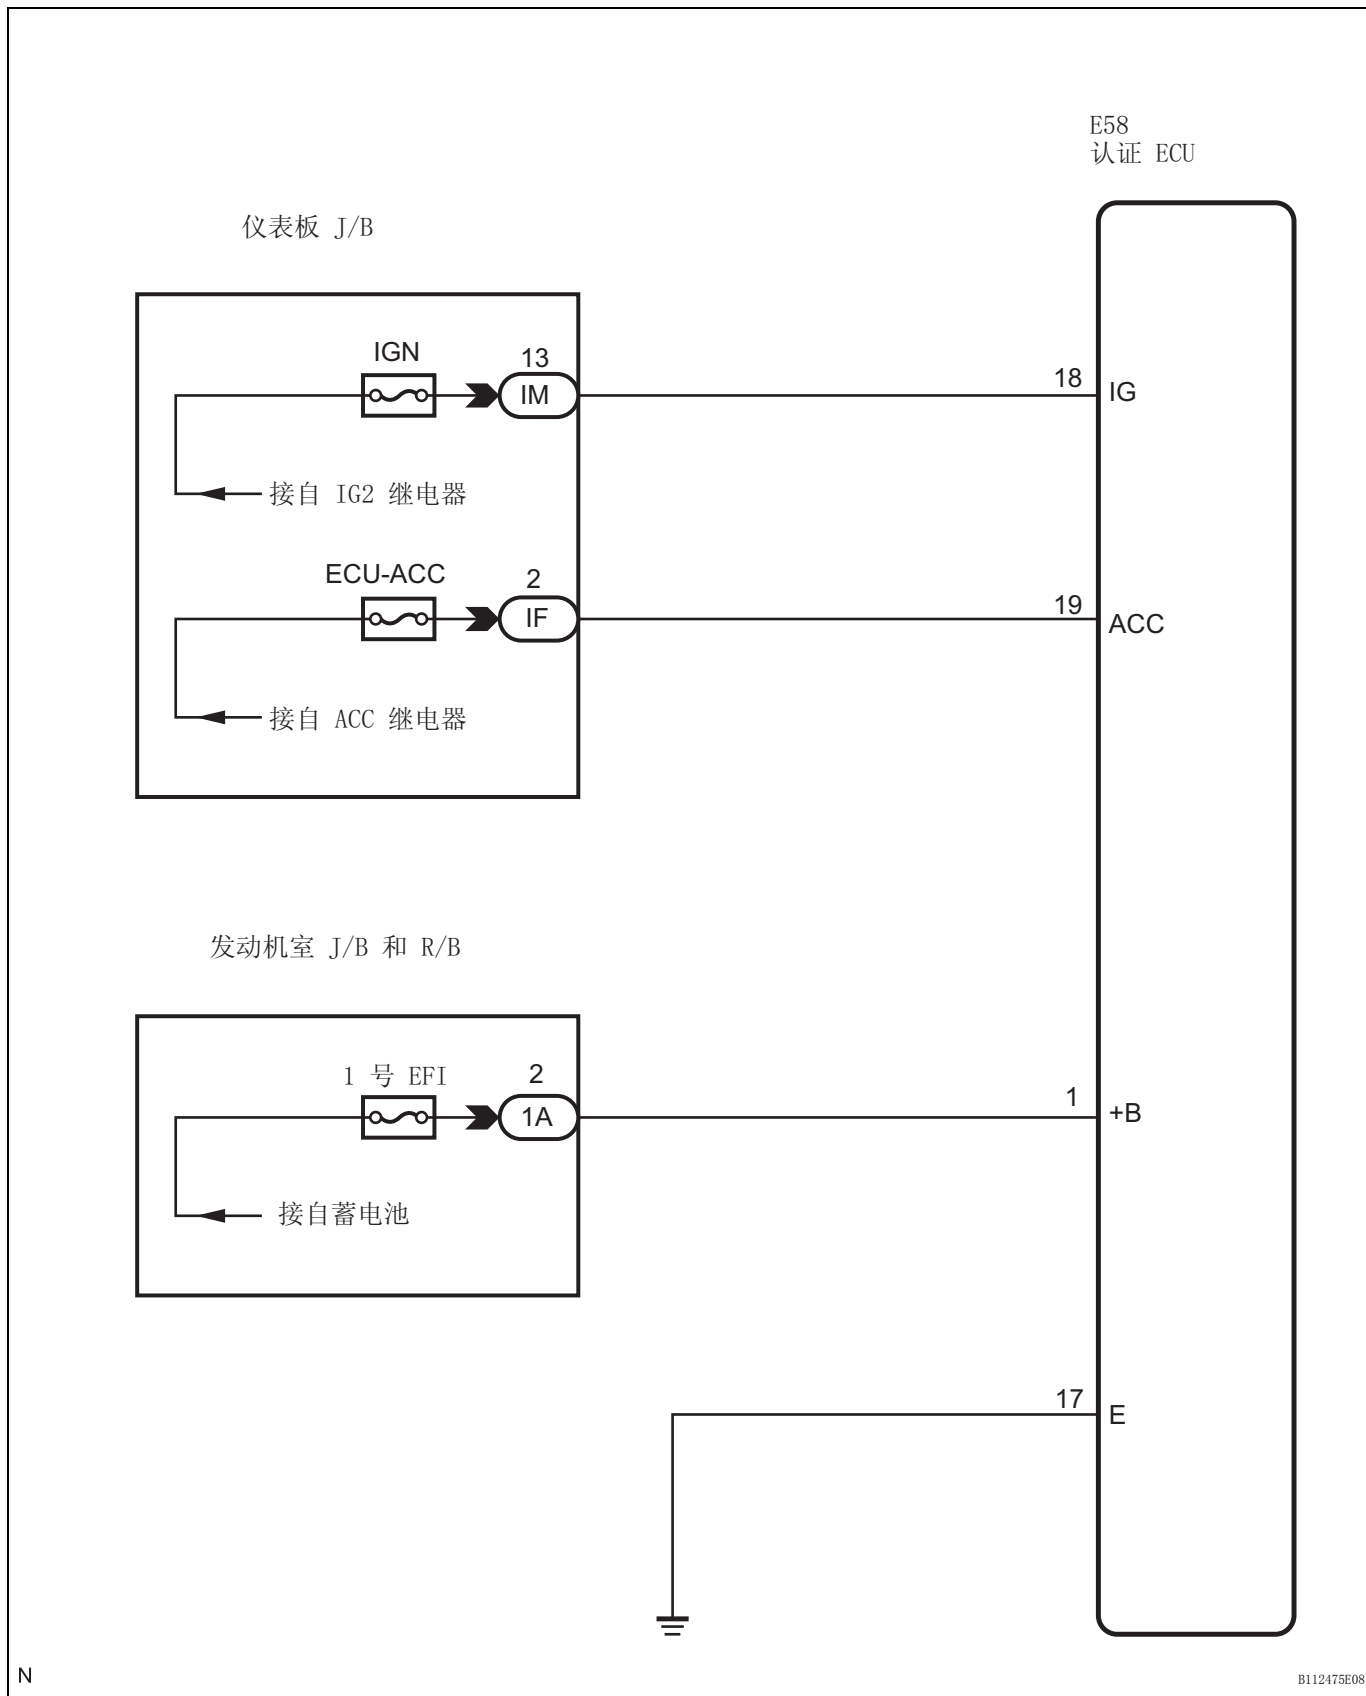 E58
认证 ECU
仪表板 J/B
IGN
13
IM
18
IG
接自 IG2 继电器
ECU-ACC
2
IF
19
ACC
接自 ACC 继电器
发动机室 J/B 和 R/B
1 号 EFI
2
1A
1
+B
接自蓄电池
17
E
N
B112475E08